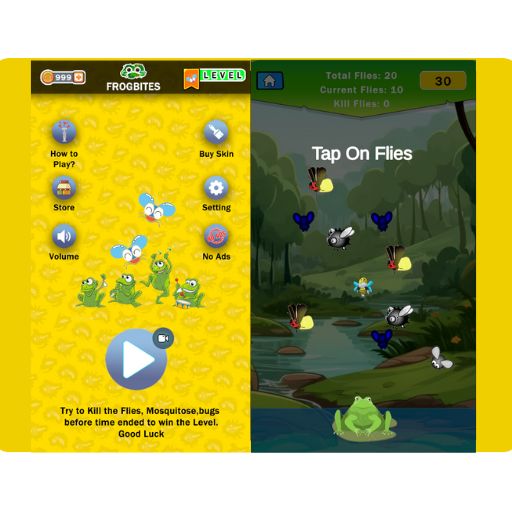 999
FROGBITES
LEVEL
How to
Play?
Buy Skin
Store
Setting
Volume
No Ads
Try to Kill the Flies, Mosquitose,bugs
before time ended to win the Level.
Good Luck
Total Flies: 20
Current Flies: 10
Kill Flies: 0
30
Tap On Flies